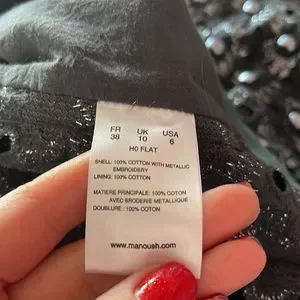 FR UK USA
38 10 6
H0 FLAT
SHELL: 100% COTTON WITH METALLIC
EMBROIDERY
LINING: 100% COTTON
MATIERE PRINCIPALE: 100% COTON
AVEC BRODERIE METALLIQUE
DOUBLURE : 100% COTON
www.manoush.com